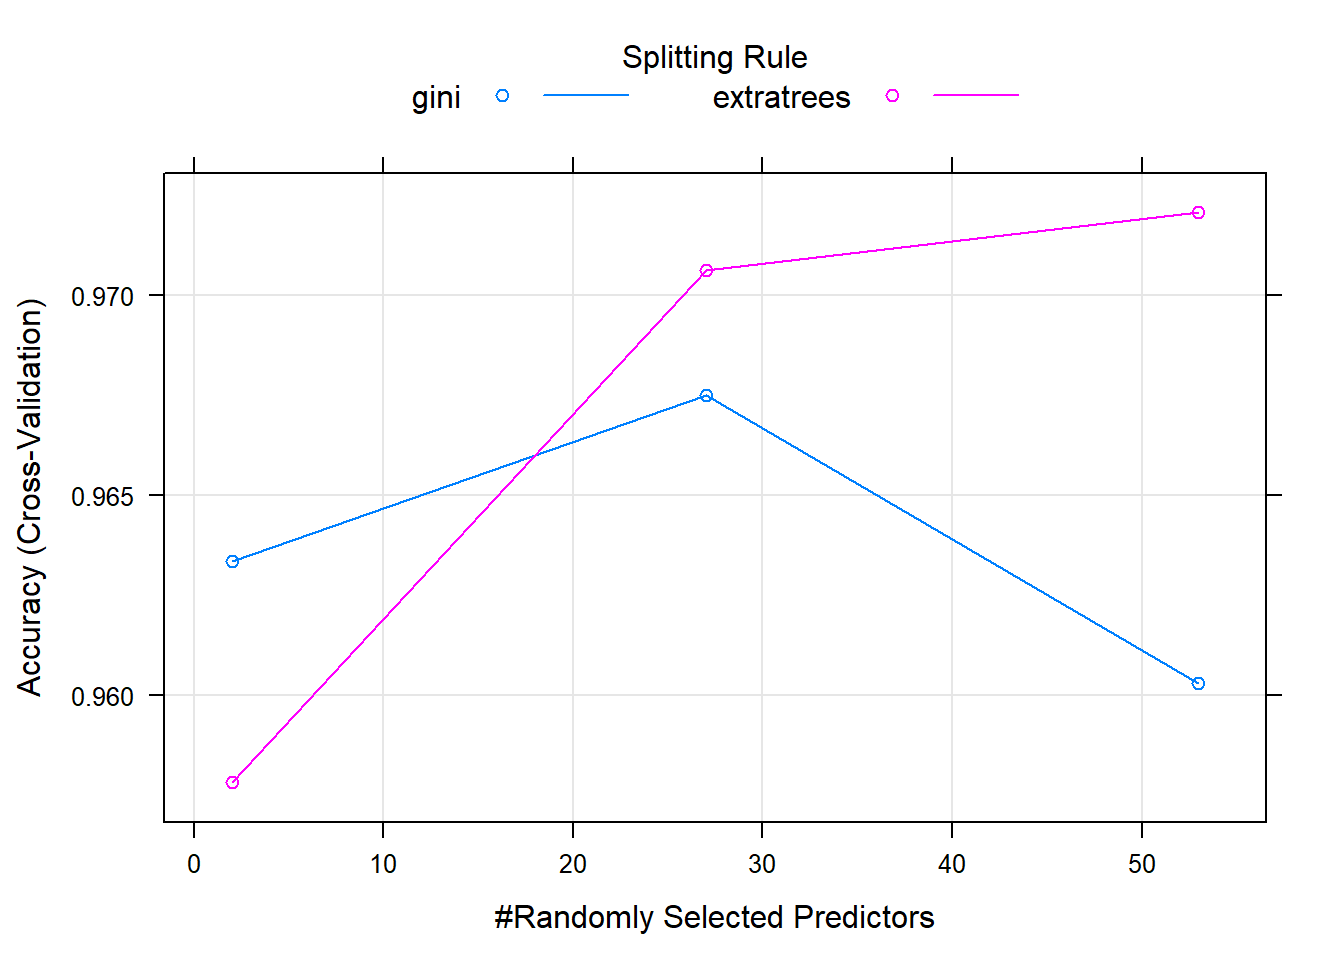 Splitting Rule
gini extratrees
0.970
0.965
0.960
Accuracy (Cross-Validation)
0 10 20 30 40 50
#Randomly Selected Predictors